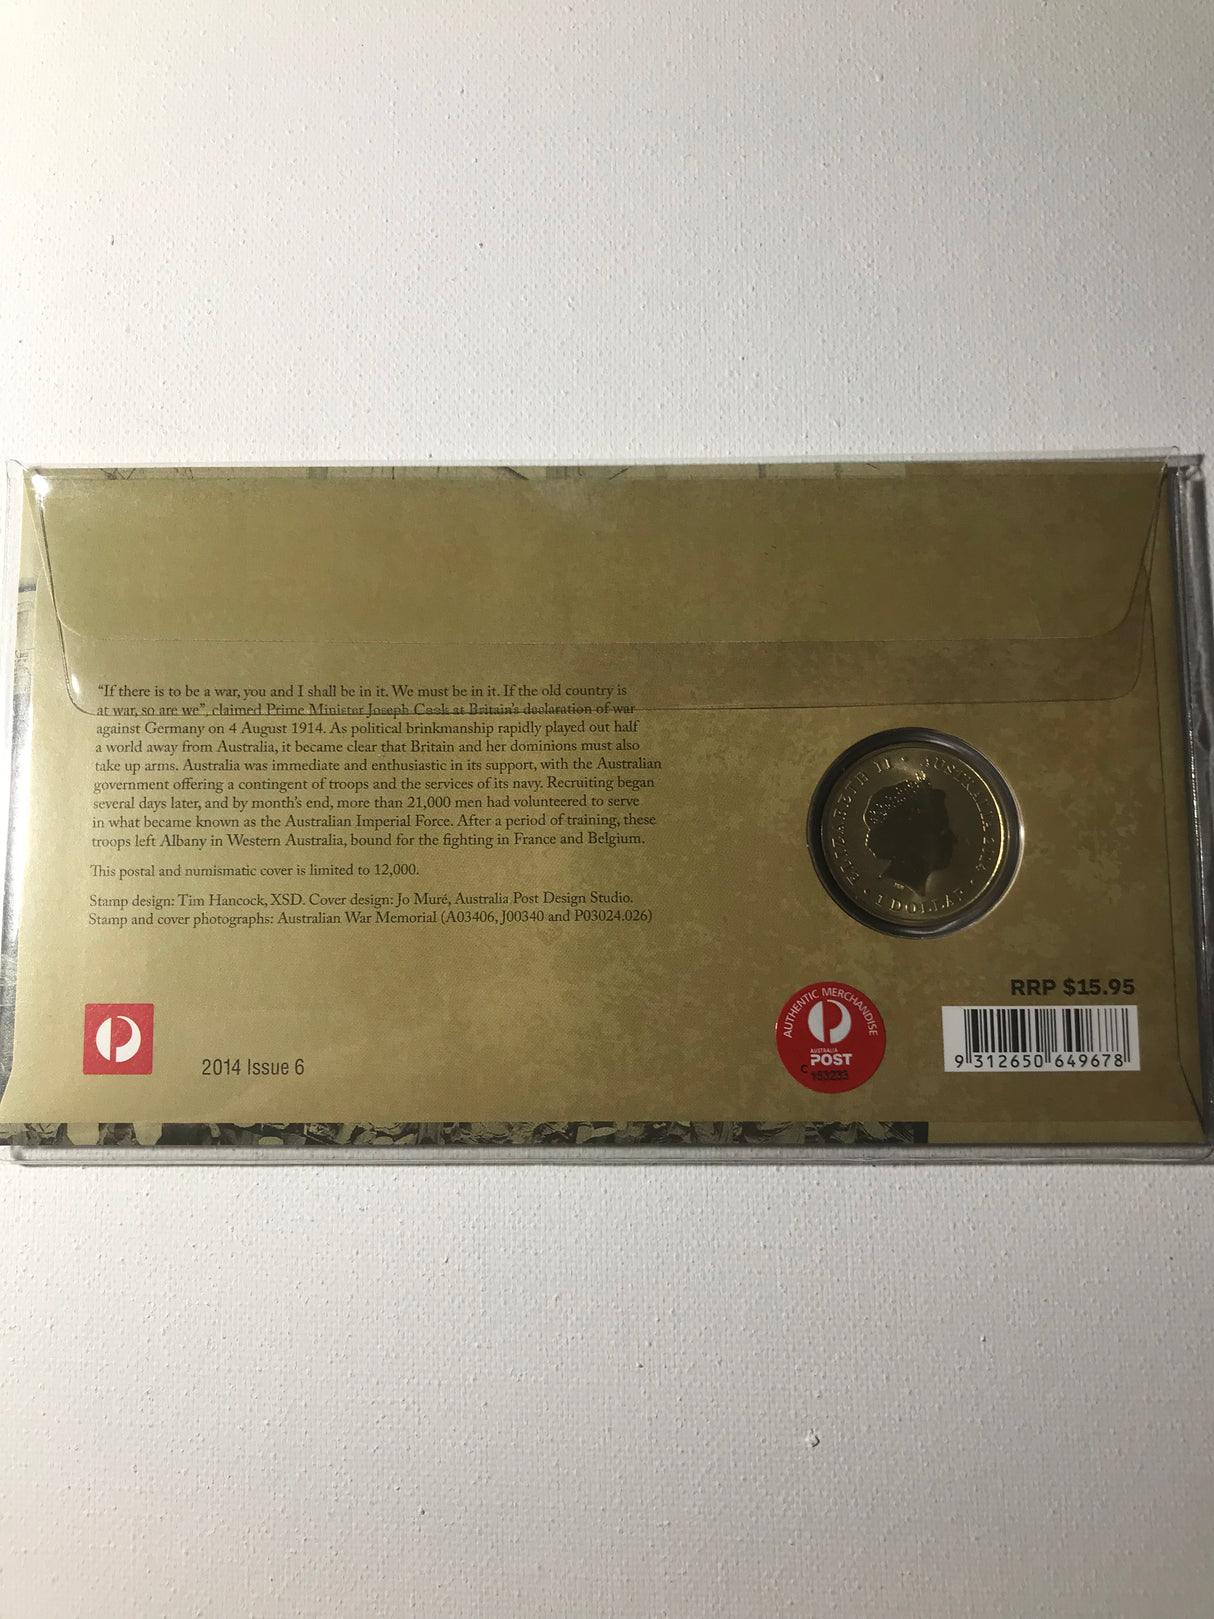 “If there is to be a war, you and I shall be in it. We must be in it. If the old country is
at war, so are we”, claimed Prime Minister Joseph Cook at Britain’s declaration of war
against Germany on 4 August 1914. As political brinkmanship rapidly played out half
a world away from Australia, it became clear that Britain and her dominions must also
take up arms. Australia was immediate and enthusiastic in its support, with the Australian
government offering a contingent of troops and the services of its navy. Recruiting began
several days later, and by month’s end, more than 21,000 men had volunteered to serve
in what became known as the Australian Imperial Force. After a period of training, these
troops left Albany in Western Australia, bound for the fighting in France and Belgium.
This postal and numismatic cover is limited to 12,000.
Stamp design: Tim Hancock, XSD. Cover design: Jo Muré, Australia Post Design Studio.
Stamp and cover photographs: Australian War Memorial (A03406, J00340 and P03024.026)
ELIZABETH II • AUSTRALIA 2014
• 1 DOLLAR •
2014 Issue 6
AUTHENTIC MERCHANDISE
AUSTRALIA
POST
C 153233
RRP $15.95
9 312650 649678